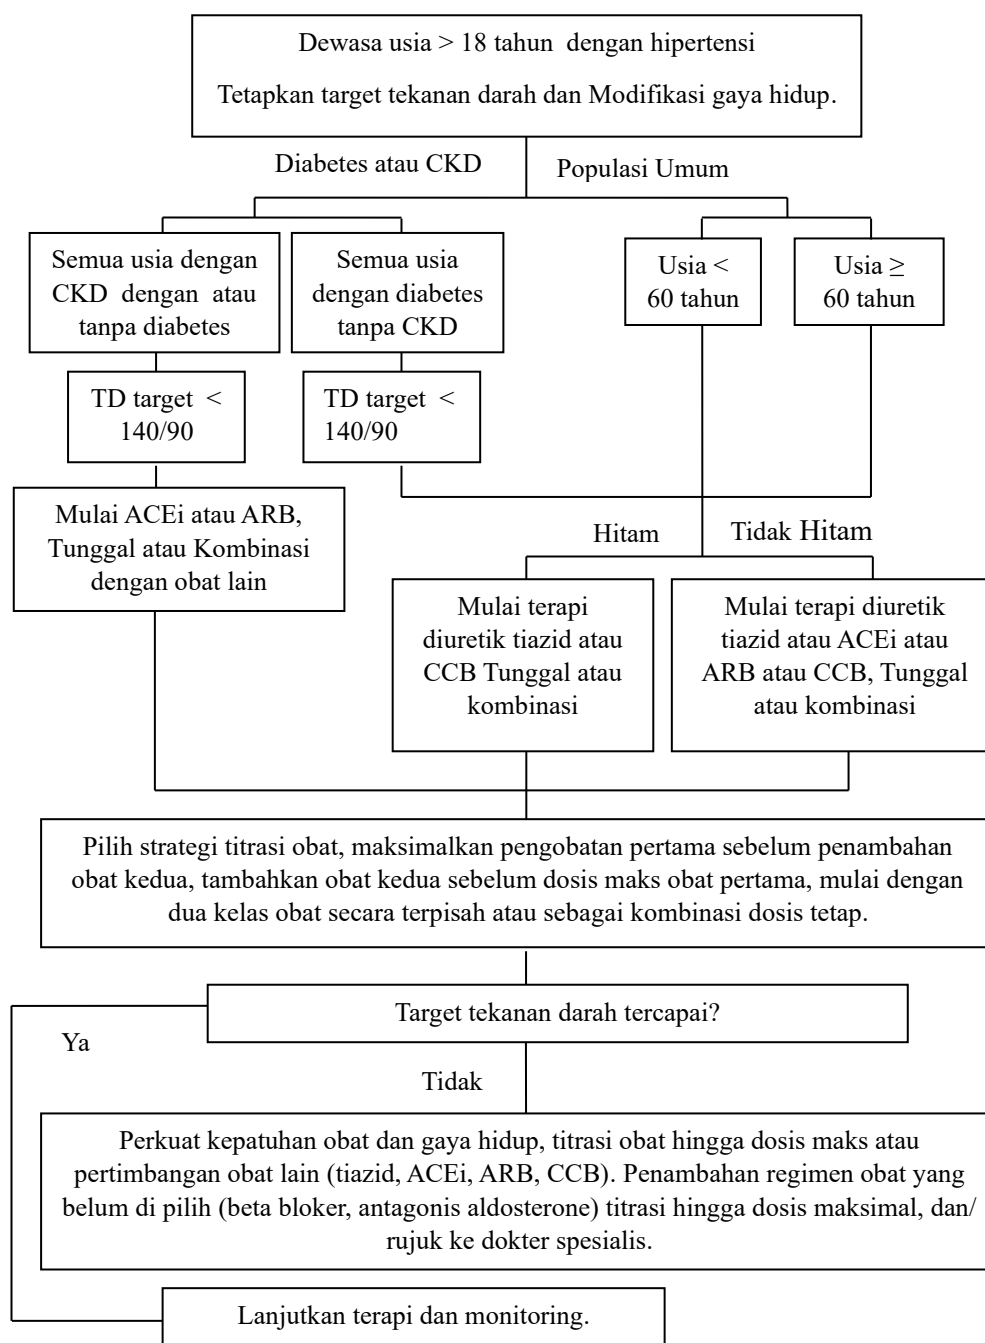 Dewasa usia > 18 tahun dengan hipertensi
Tetapkan target tekanan darah dan Modifikasi gaya hidup.
Diabetes atau CKD
Populasi Umum
Semua usia dengan
CKD dengan atau
tanpa diabetes
Semua usia
dengan diabetes
tanpa CKD
Usia <
60 tahun
Usia ≥
60 tahun
TD target <
140/90
TD target <
140/90
Mulai ACEi atau ARB,
Tunggal atau Kombinasi
dengan obat lain
Hitam
Tidak Hitam
Mulai terapi
diuretik tiazid atau
CCB Tunggal atau
kombinasi
Mulai terapi diuretik
tiazid atau ACEi atau
ARB atau CCB, Tunggal
atau kombinasi
Pilih strategi titrasi obat, maksimalkan pengobatan pertama sebelum penambahan
obat kedua, tambahkan obat kedua sebelum dosis maks obat pertama, mulai dengan
dua kelas obat secara terpisah atau sebagai kombinasi dosis tetap.
Target tekanan darah tercapai?
Ya
Tidak
Perkuat kepatuhan obat dan gaya hidup, titrasi obat hingga dosis maks atau
pertimbangan obat lain (tiazid, ACEi, ARB, CCB). Penambahan regimen obat yang
belum di pilih (beta bloker, antagonis aldosterone) titrasi hingga dosis maksimal, dan/
rujuk ke dokter spesialis.
Lanjutkan terapi dan monitoring.